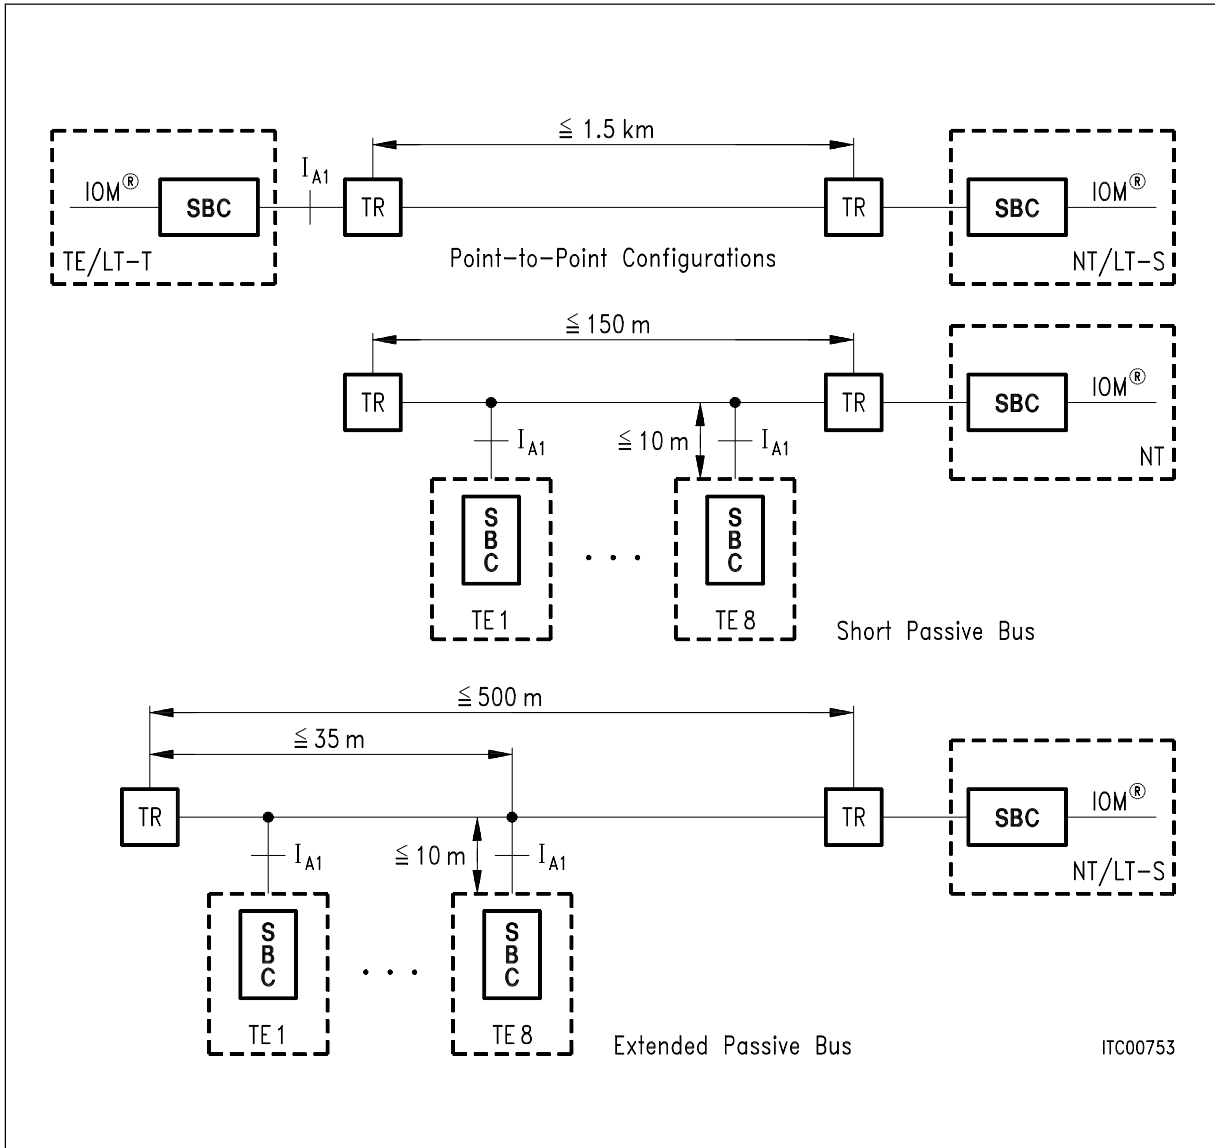 ≦ 1.5 km
IOM® SBC I A1 TR TR SBC IOM®
TE/LT-T Point-to-Point Configurations NT/LT-S
≦ 150 m
TR TR SBC IOM®
I A1 ≦ 10 m I A1 NT
S B C . . . S B C
TE 1 TE 8
Short Passive Bus
≦ 500 m
≦ 35 m
TR TR SBC IOM®
I A1 ≦ 10 m I A1 NT/LT-S
S B C . . . S B C
TE 1 TE 8
Extended Passive Bus
ITC00753